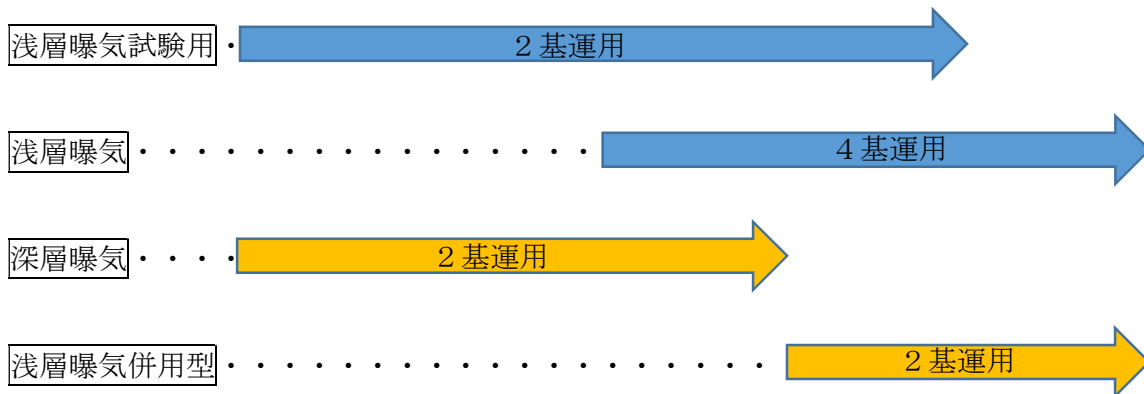 浅層曝気試験用・ ２基運用
浅層曝気・・・・・・・・・・・・・・・・ ４基運用
深層曝気・・・・ ２基運用
浅層曝気併用型・・・・・・・・・・・・・・・・・・・ ２基運用